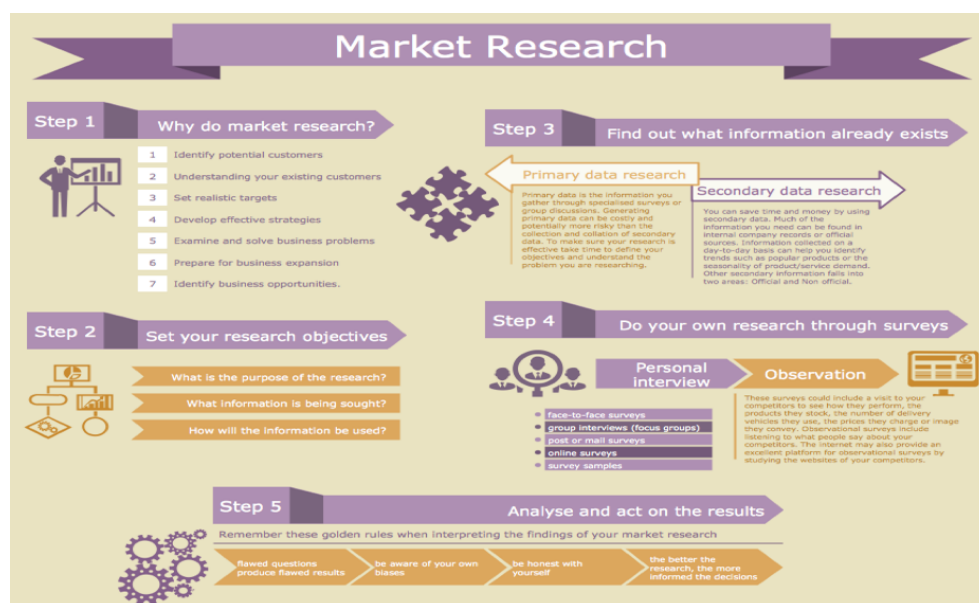 Market Research
Step 1
Why do market research?
1 Identify potential customers
2 Understanding your existing customers
3 Set realistic targets
4 Develop effective strategies
5 Examine and solve business problems
6 Prepare for business expansion
7 Identify business opportunities.
Step 2
Set your research objectives
What is the purpose of the research?
What information is being sought?
How will the information be used?
Step 3
Find out what information already exists
Primary data research
Primary data is the information you
gather through specialised surveys or
group discussions. Generating
primary data can be costly and
potentially more risky than the
collection and collation of secondary
data. To make sure your research is
effective take time to define your
objectives and understand the
problem you are researching.
Secondary data research
You can save time and money by using
secondary data. Much of the
information you need can be found in
internal company records or official
sources. Information collected on a
day-to-day basis can help you identify
trends such as popular products or the
seasonality of product/service demand.
Other secondary information falls into
two areas: Official and Non official.
Step 4
Do your own research through surveys
Personal
interview
face-to-face surveys
group interviews (focus groups)
post or mail surveys
online surveys
survey samples
Observation
These surveys could include a visit to your
competitors to see how they perform, the
products they stock, the number of delivery
vehicles they use, the prices they charge or image
they convey. Observational surveys include
listening to what people say about your
competitors. The internet may also provide an
excellent platform for observational surveys by
studying the websites of your competitors.
Step 5
Analyse and act on the results
Remember these golden rules when interpreting the findings of your market research
flawed questions
produce flawed results
be aware of your own
biases
be honest with
yourself
the better the
research, the more
informed the decisions